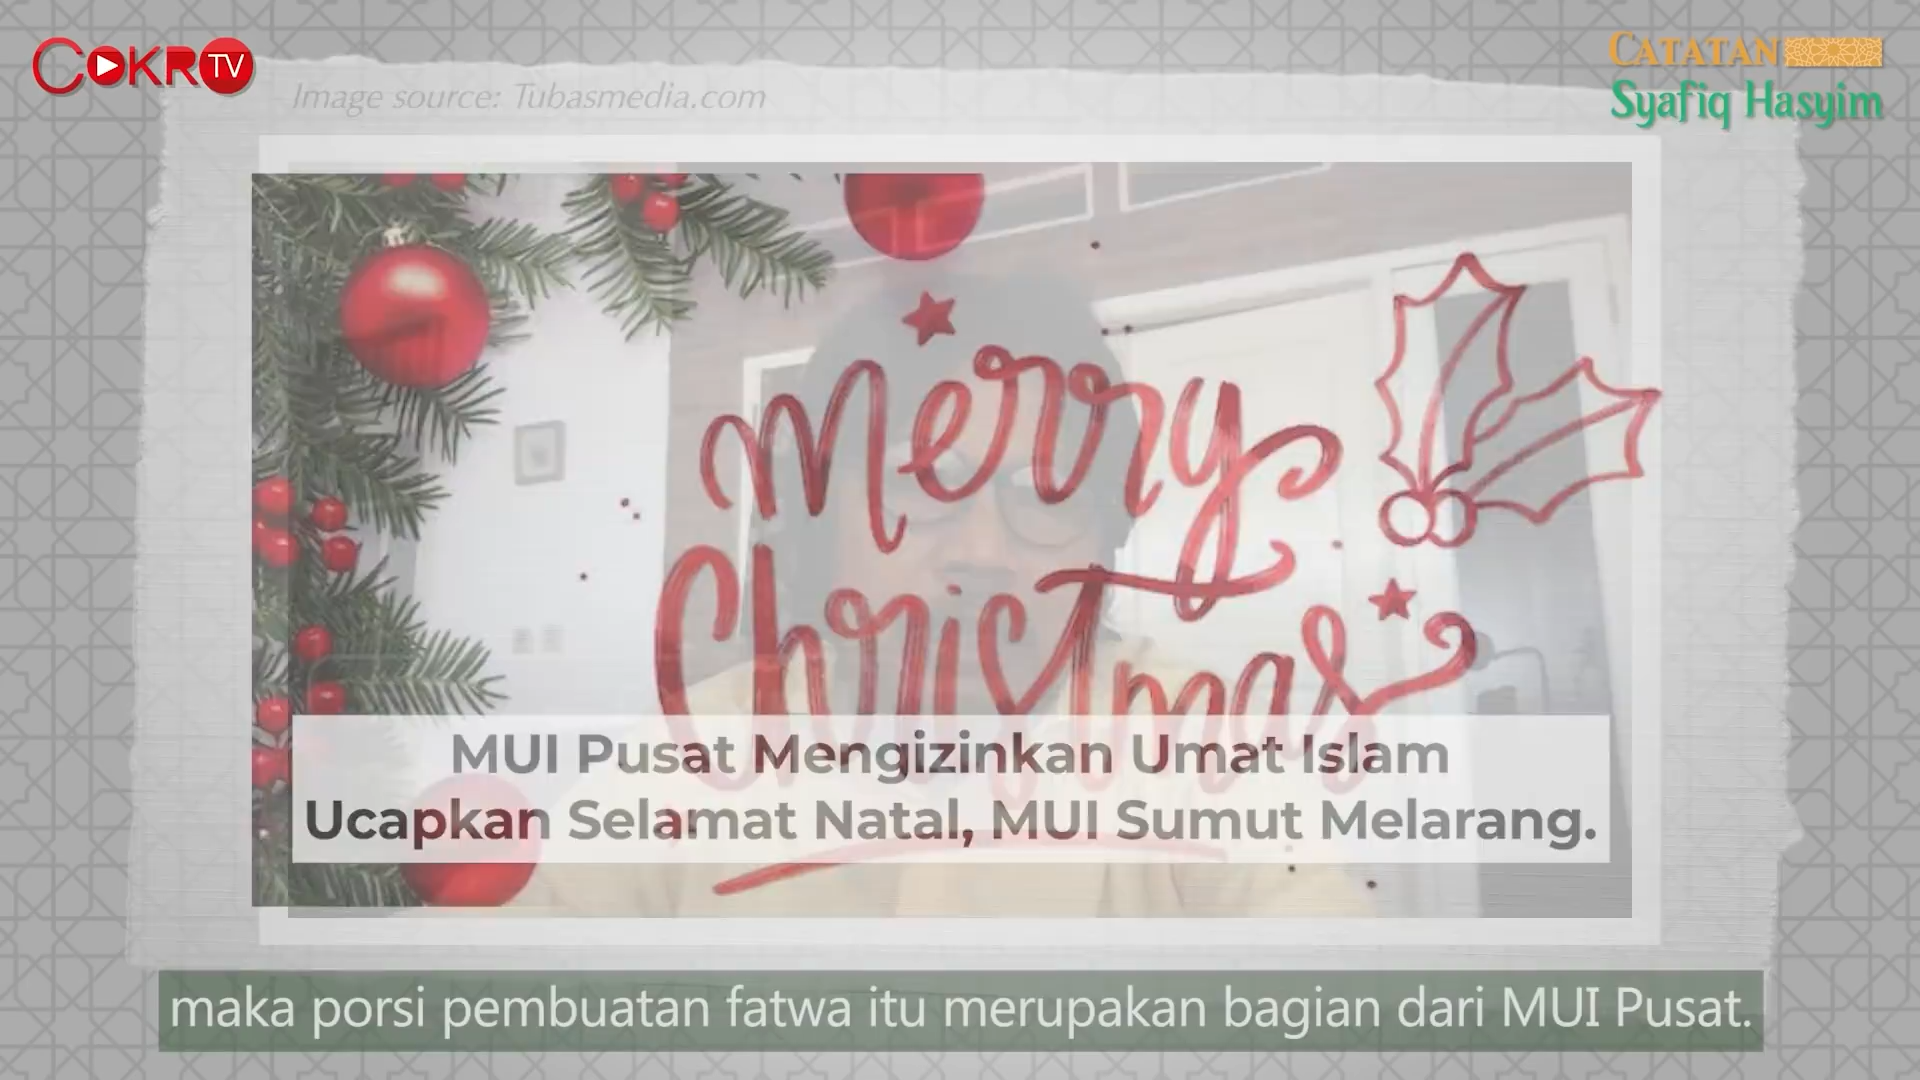 COKRO TV
CATATAN
Syafiq Hasyim
Image source: Tubasmedia.com
Merry
Christmas
MUI Pusat Mengizinkan Umat Islam
Ucapkan Selamat Natal, MUI Sumut Melarang.
maka porsi pembuatan fatwa itu merupakan bagian dari MUI Pusat.